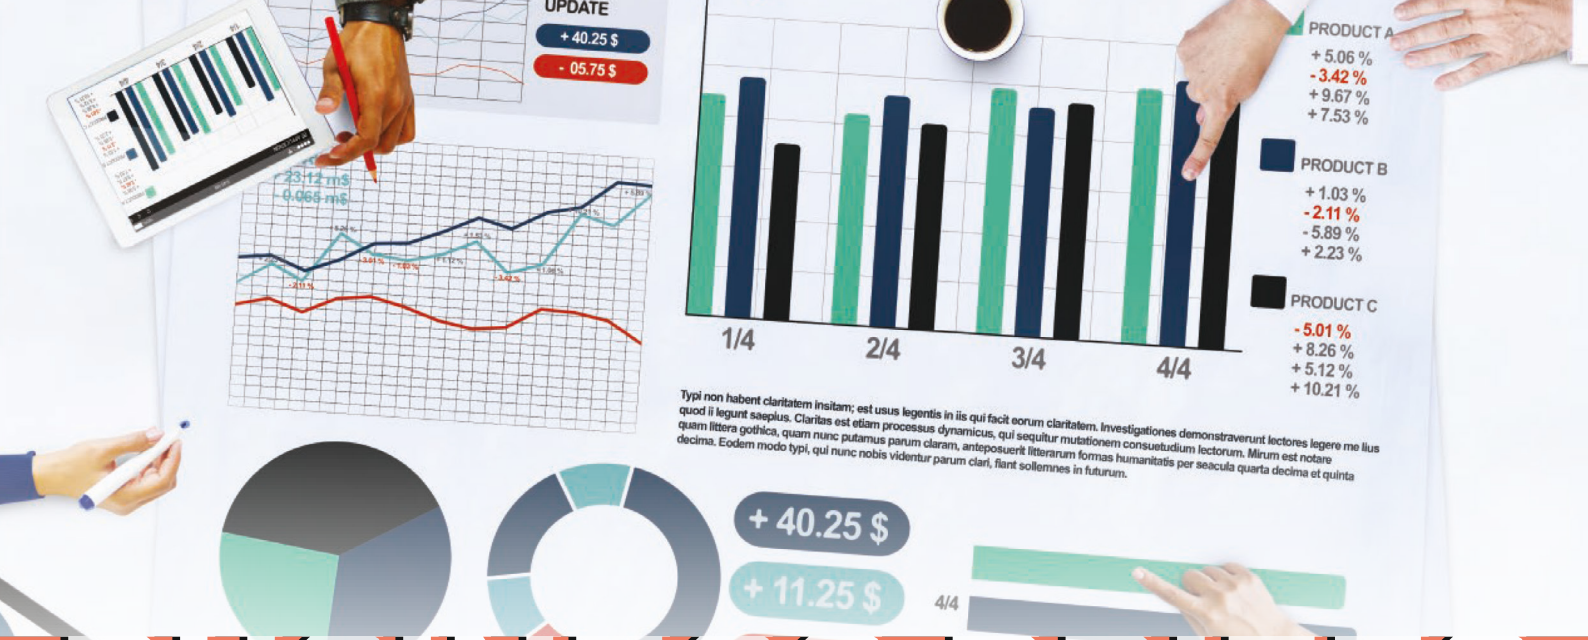 UPDATE
+ 40.25 $
- 05.75 $
23.12 m$
0.065 m$
- 2.11 %
- 3.42 %
1/4
2/4
3/4
4/4
PRODUCT A
+ 5.06 %
- 3.42 %
+ 9.67 %
+ 7.53 %
PRODUCT B
+ 1.03 %
- 2.11 %
- 5.89 %
+ 2.23 %
PRODUCT C
- 5.01 %
+ 8.26 %
+ 5.12 %
+ 10.21 %
Typi non habent claritatem insitam; est usus legentis in iis qui facit eorum claritatem. Investigationes demonstraverunt lectores legere me lius
quod ii legunt saepius. Claritas est etiam processus dynamicus, qui sequitur mutationem consuetudium lectorum. Mirum est notare
quam littera gothica, quam nunc putamus parum claram, anteposuerit litterarum formas humanitatis per seacula quarta decima et quinta
decima. Eodem modo typi, qui nunc nobis videntur parum clari, fiant sollemnes in futurum.
+ 40.25 $
+ 11.25 $
4/4